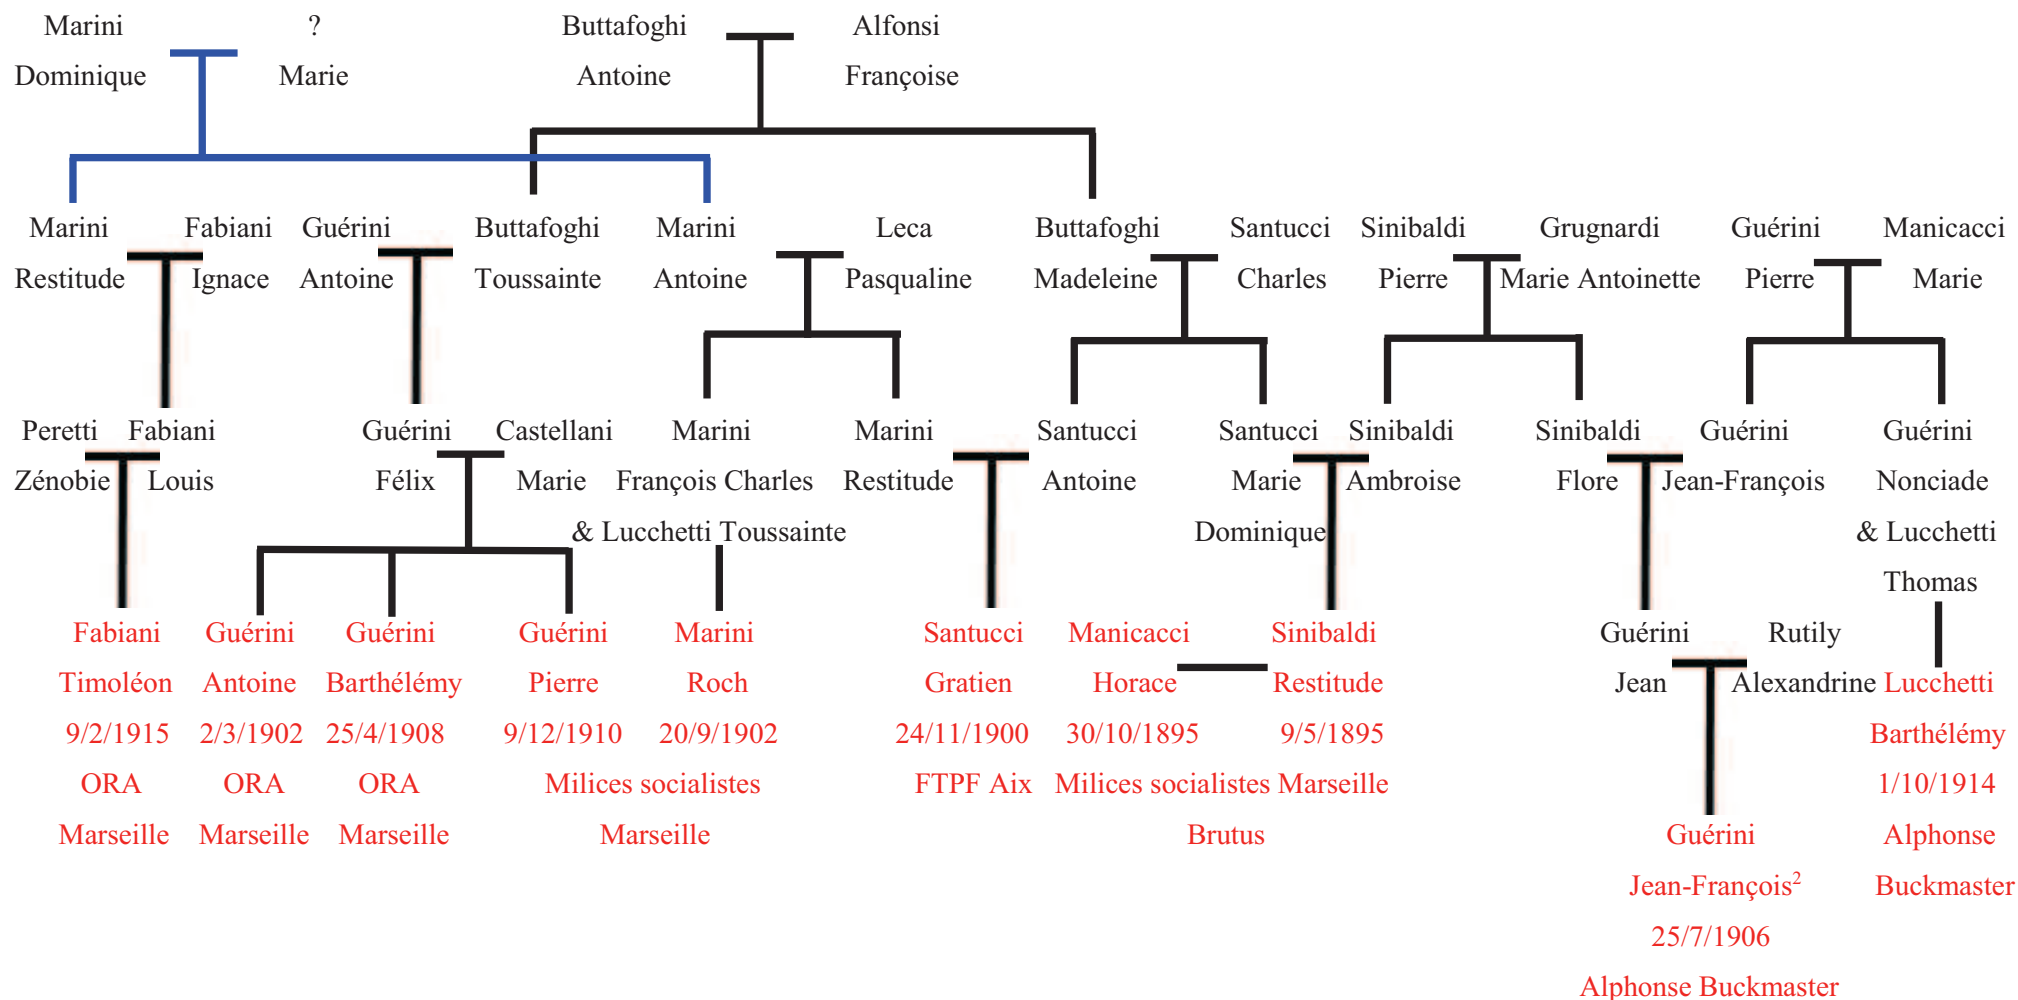 Marini ? Buttafoghi Alfonsi
Dominique Marie Antoine Françoise
Marini Fabiani Guérini Buttafoghi Marini Leca Buttafoghi Santucci Sinibaldi Grugnardi Guérini Manicacci
Restitude Ignace Antoine Toussainte Antoine Pasqualine Madeleine Charles Pierre Marie Antoinette Pierre Marie
Peretti Fabiani Guérini Castellani Marini Marini Santucci Santucci Sinibaldi Sinibaldi Guérini Guérini
Zénobie Louis Félix Marie François Charles Restitude Antoine Marie Ambroise Flore Jean-François Nonciade
& Lucchetti Toussainte Dominique & Lucchetti
Thomas
Fabiani Guérini Guérini Guérini Marini Santucci Manicacci Sinibaldi Guérini Rutily
Timoléon Antoine Barthélémy Pierre Roch Gratien Horace Restitude Jean Alexandrine Lucchetti
9/2/1915 2/3/1902 25/4/1908 9/12/1910 20/9/1902 24/11/1900 30/10/1895 9/5/1895 Barthélémy
ORA ORA ORA Milices socialistes FTPF Aix Milices socialistes Marseille 1/10/1914
Marseille Marseille Marseille Marseille Brutus Guérini Alphonse
Jean-François² Buckmaster
25/7/1906
Alphonse Buckmaster